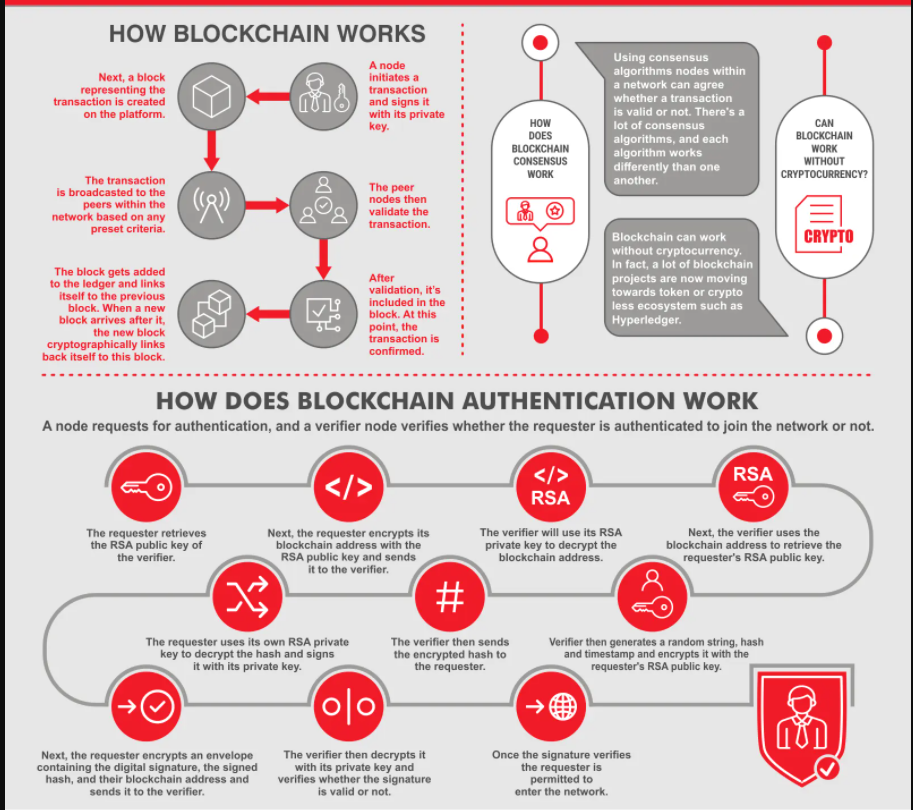 HOW BLOCKCHAIN WORKS
A node
initiates a
transaction
and signs it
with its private
key.
Next, a block
representing the
transaction is created
on the platform.
The transaction
is broadcasted to the
peers within the
network based on any
preset criteria.
The peer
nodes then
validate the
transaction.
After
validation, it's
included in the
block. At this
point, the
transaction is
confirmed.
The block gets added
to the ledger and links
itself to the previous
block. When a new
block arrives after it,
the new block
cryptographically links
back itself to this block.
HOW
DOES
BLOCKCHAIN
CONSENSUS
WORK
Using consensus
algorithms nodes within
a network can agree
whether a transaction
is valid or not. There's a
lot of consensus
algorithms, and each
algorithm works
differently than one
another.
CAN
BLOCKCHAIN
WORK
WITHOUT
CRYPTOCURRENCY?
CRYPTO
Blockchain can work
without cryptocurrency.
In fact, a lot of blockchain
projects are now moving
towards token or crypto
less ecosystem such as
Hyperledger.
HOW DOES BLOCKCHAIN AUTHENTICATION WORK
A node requests for authentication, and a verifier node verifies whether the requester is authenticated to join the network or not.
The requester retrieves
the RSA public key of
the verifier.
</>
Next, the requester encrypts its
blockchain address with the
RSA public key and sends
it to the verifier.
</>
RSA
The verifier will use its RSA
private key to decrypt the
blockchain address.
RSA
Next, the verifier uses the
blockchain address to retrieve the
requester's RSA public key.
Verifier then generates a random string, hash
and timestamp and encrypts it with the
requester's RSA public key.
#
The verifier then sends
the encrypted hash to
the requester.
The requester uses its own RSA private
key to decrypt the hash and signs
it with its private key.
Next, the requester encrypts an envelope
containing the digital signature, the signed
hash, and their blockchain address and
sends it to the verifier.
The verifier then decrypts it
with its private key and
verifies whether the signature
is valid or not.
Once the signature verifies
the requester is
permitted to
enter the network.